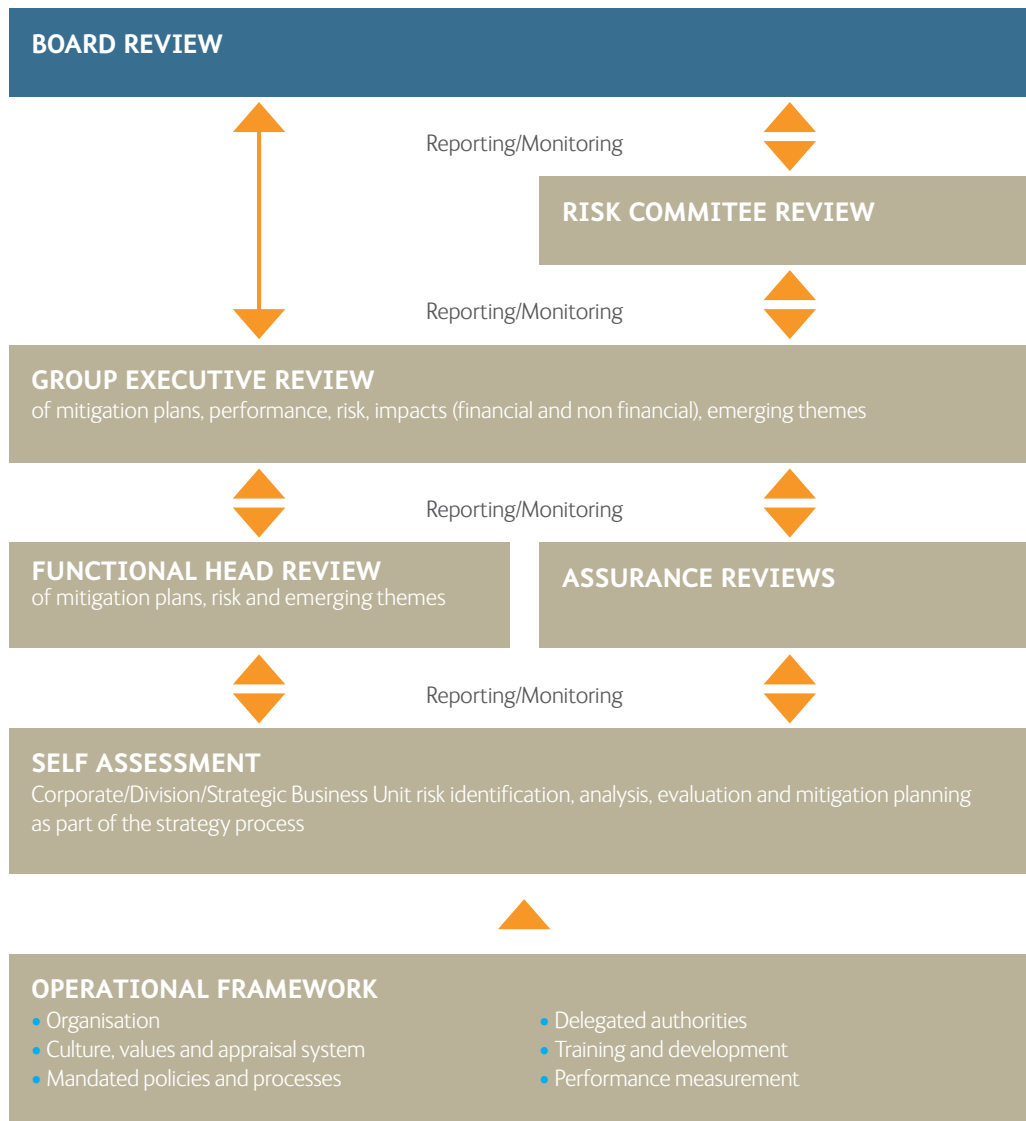 BOARD REVIEW
Reporting/Monitoring
RISK COMMITEE REVIEW
Reporting/Monitoring
GROUP EXECUTIVE REVIEW
of mitigation plans, performance, risk, impacts (financial and non financial), emerging themes
Reporting/Monitoring
FUNCTIONAL HEAD REVIEW
of mitigation plans, risk and emerging themes
ASSURANCE REVIEWS
Reporting/Monitoring
SELF ASSESSMENT
Corporate/Division/Strategic Business Unit risk identification, analysis, evaluation and mitigation planning
as part of the strategy process
OPERATIONAL FRAMEWORK
• Organisation
• Culture, values and appraisal system
• Mandated policies and processes
• Delegated authorities
• Training and development
• Performance measurement